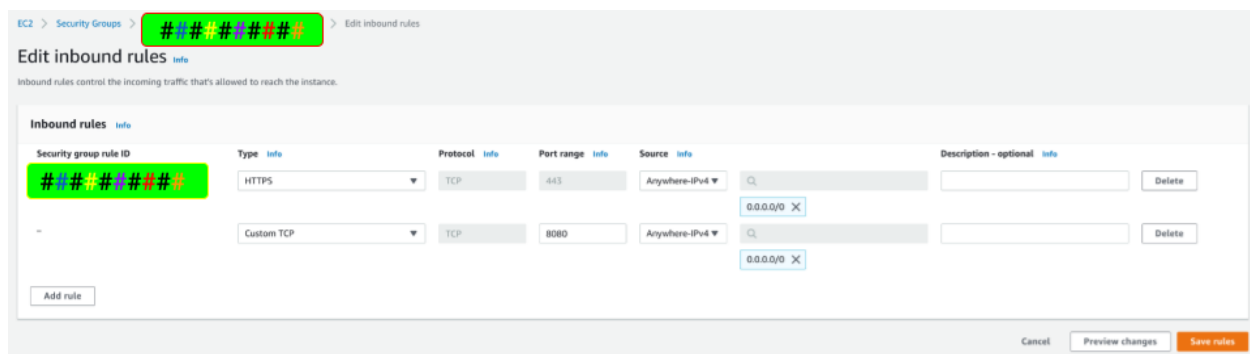 EC2 > Security Groups > ########## > Edit inbound rules
Edit inbound rules Info
Inbound rules control the incoming traffic that's allowed to reach the instance.
Inbound rules Info
Security group rule ID Type Info Protocol Info Port range Info Source Info Description - optional Info
########## HTTPS TCP 443 Anywhere-IPv4 Delete
0.0.0.0/0 X
– Custom TCP TCP 8080 Anywhere-IPv4 Delete
0.0.0.0/0 X
Add rule
Cancel Preview changes Save rules